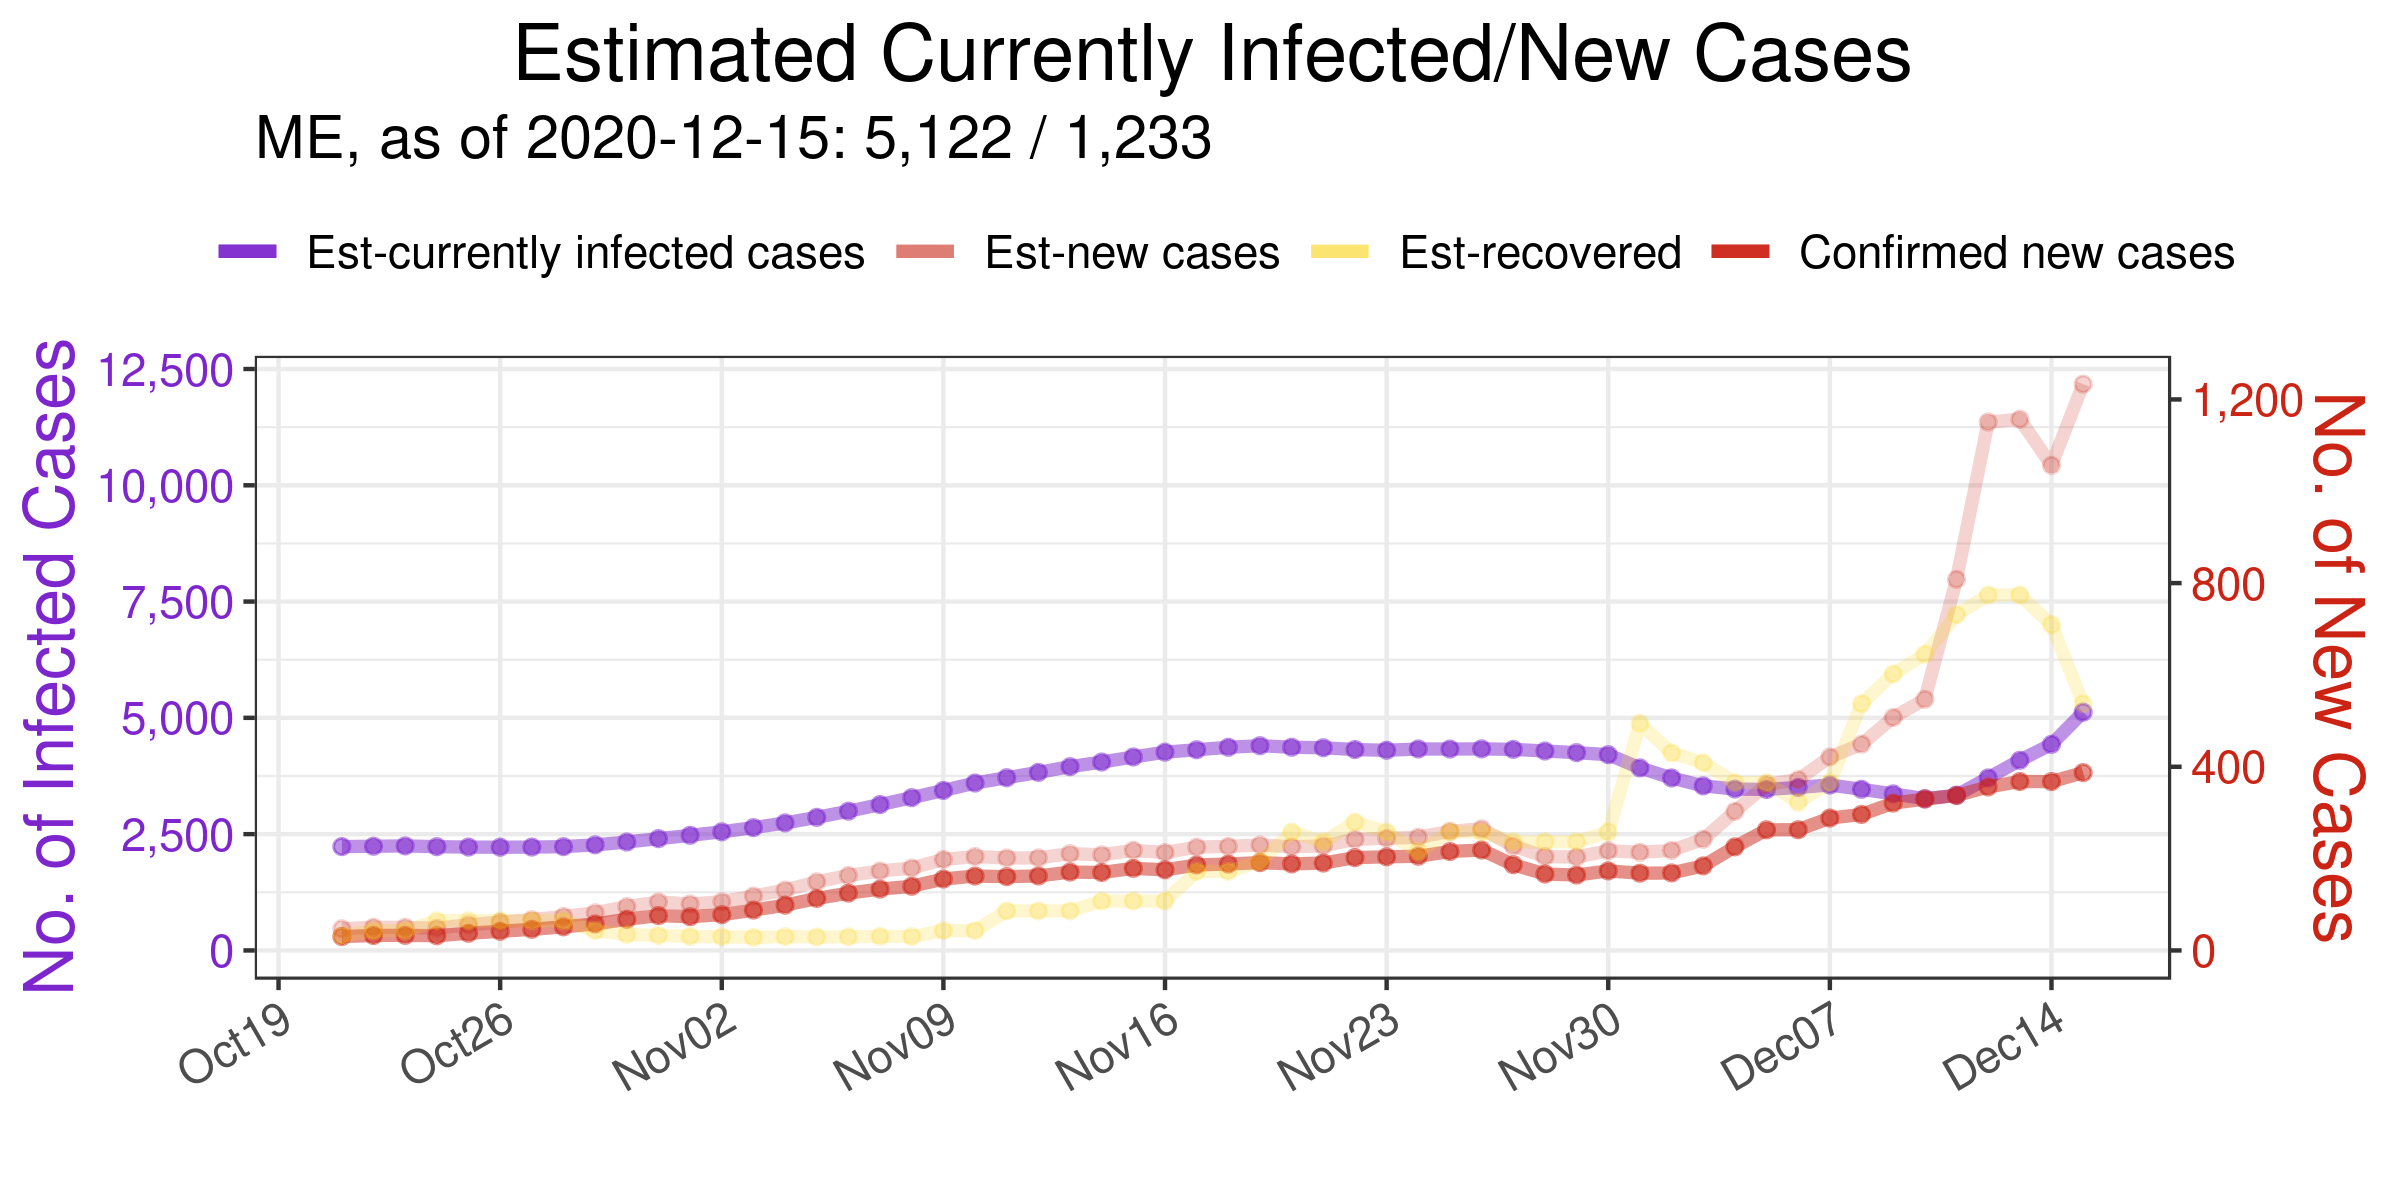 Estimated Currently Infected/New Cases
ME, as of 2020-12-15: 5,122 / 1,233
Est-currently infected cases Est-new cases Est-recovered Confirmed new cases
No. of Infected Cases
12,500
10,000
7,500
5,000
2,500
0
1,200
800
400
0
No. of New Cases
Oct19 Oct26 Nov02 Nov09 Nov16 Nov23 Nov30 Dec07 Dec14